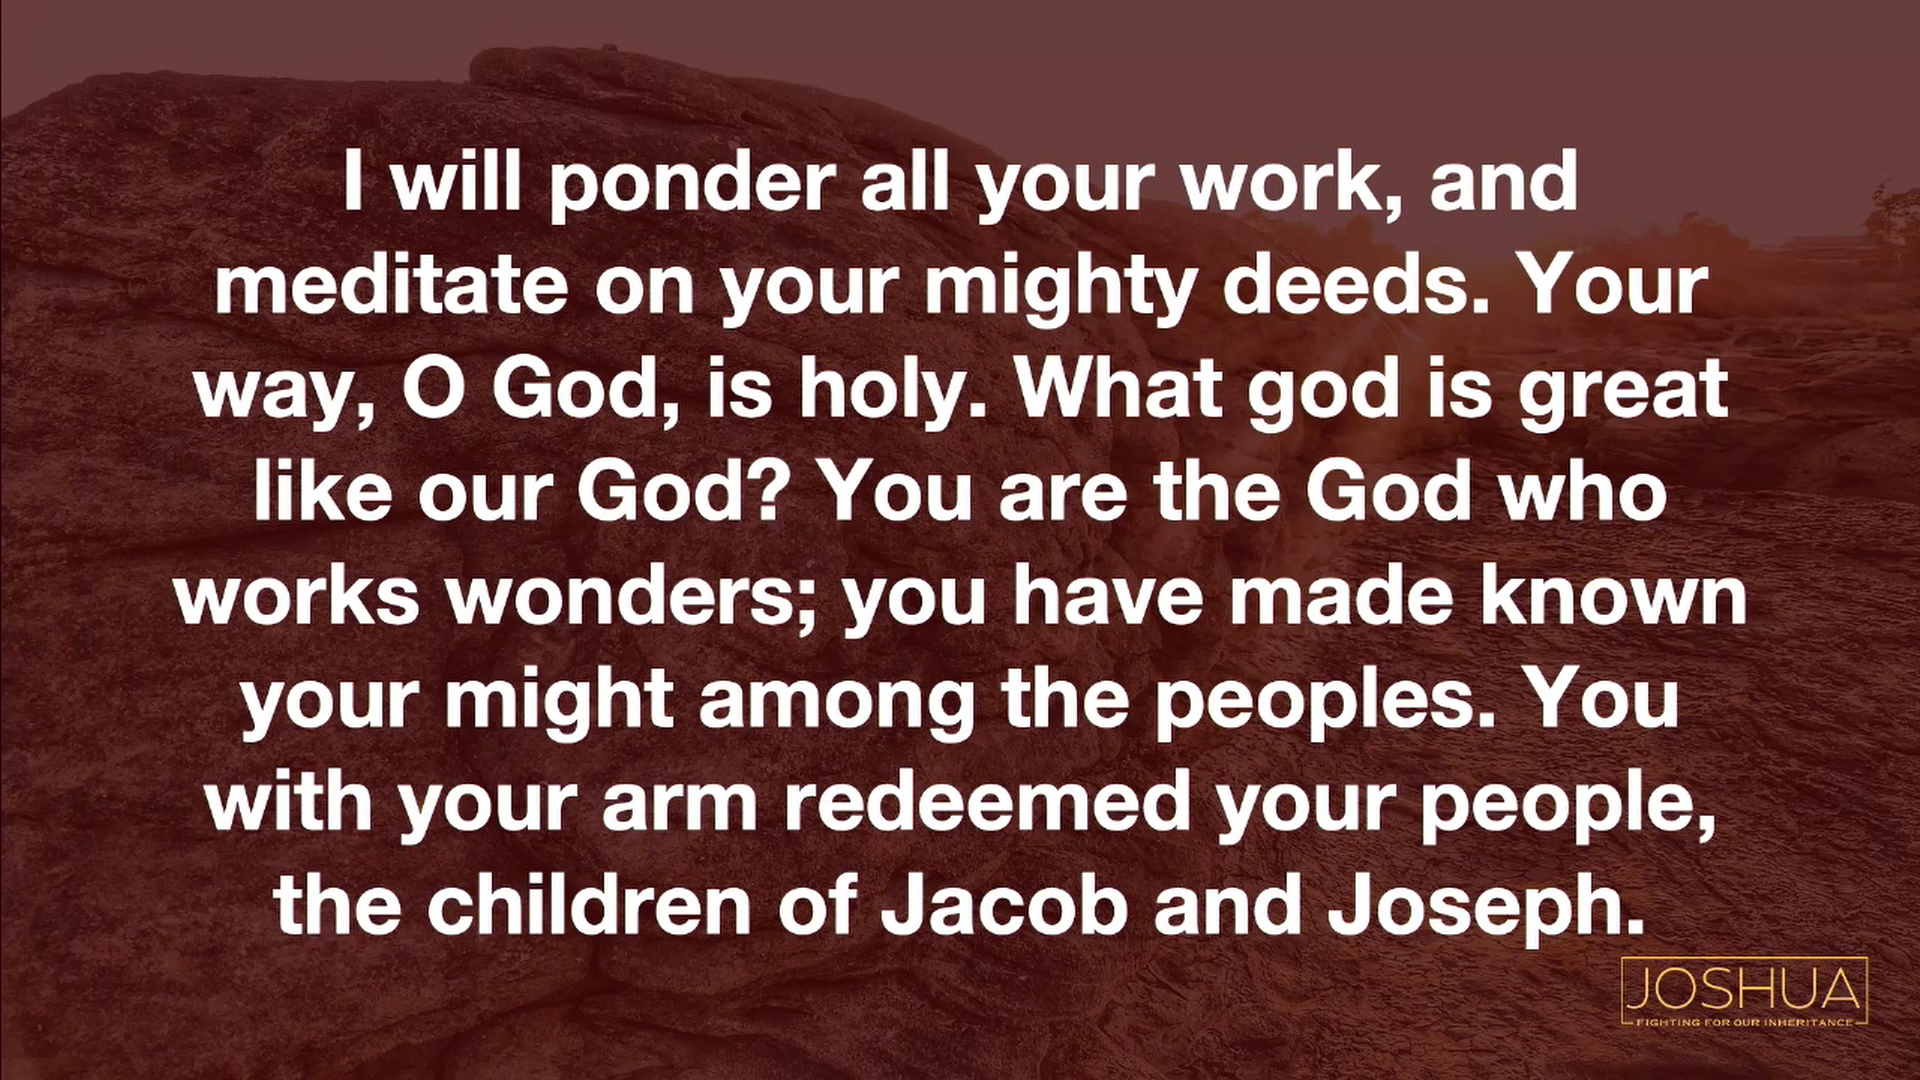 I will ponder all your work, and
meditate on your mighty deeds. Your
way, O God, is holy. What god is great
like our God? You are the God who
works wonders; you have made known
your might among the peoples. You
with your arm redeemed your people,
the children of Jacob and Joseph.
JOSHUA
FIGHTING FOR OUR INHERITANCE